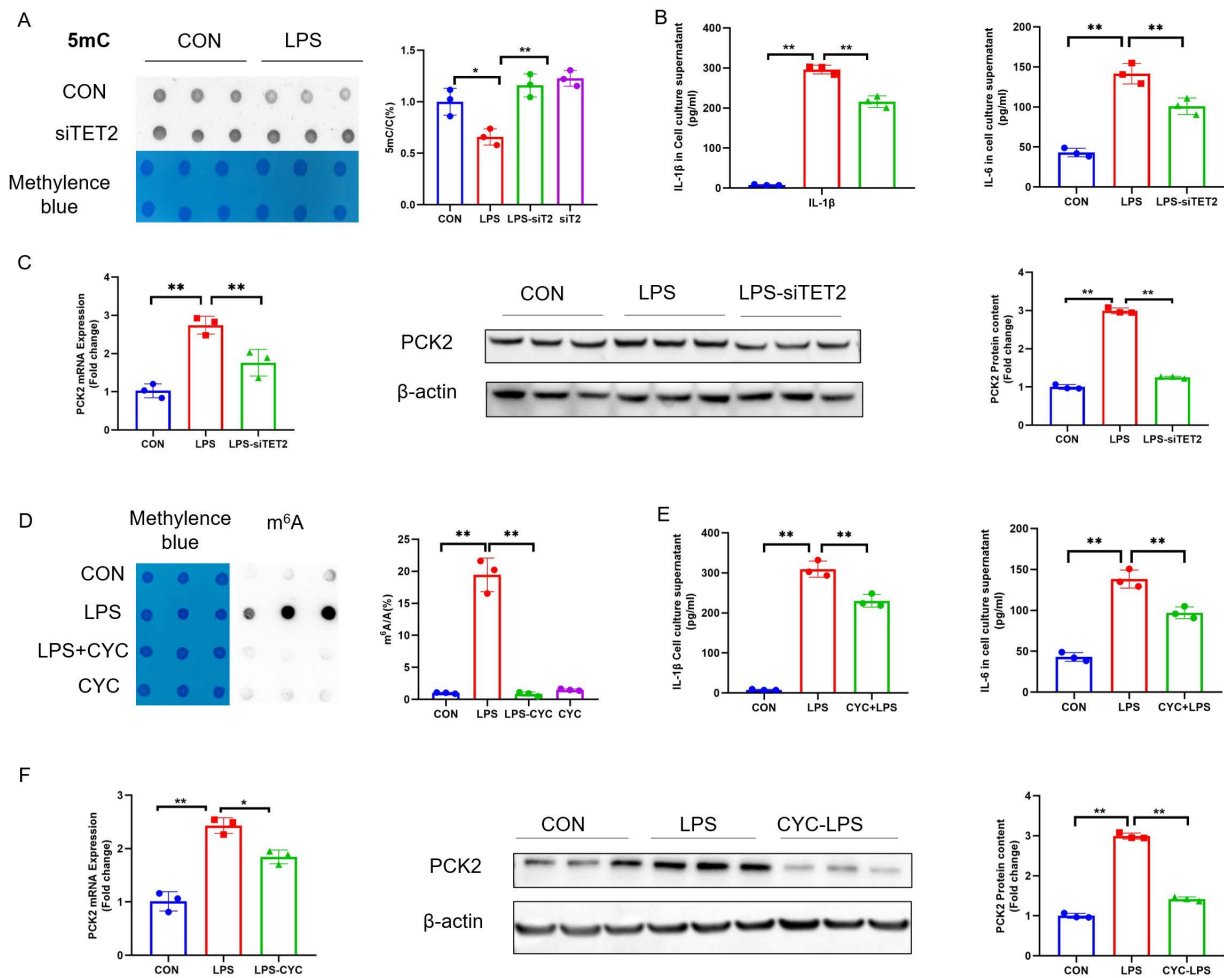 A
5mC
CON
LPS
CON
siTET2
Methylence
blue
5mC/C(%)
1.5
1.0
0.5
0.0
*
**
CON
LPS
LPS-siT2
siT2
B
IL-1β in Cell culture supernatant
(pg/ml)
400
300
200
100
0
**
**
IL-1β
IL-6 in cell culture supernatant
(pg/ml)
200
150
100
50
0
**
**
CON
LPS
LPS-siTET2
C
PCK2 mRNA Expression
(Fold change)
4
3
2
1
0
**
**
CON
LPS
LPS-siTET2
CON
LPS
LPS-siTET2
PCK2
β-actin
PCK2 Protein content
(Fold change)
4
3
2
1
0
**
**
CON
LPS
LPS-siTET2
D
Methylence
blue
m⁶A
CON
LPS
LPS+CYC
CYC
m⁶A/A(%)
25
20
15
10
5
0
**
**
CON
LPS
LPS-CYC
CYC
E
IL-1β Cell culture supernatant
(pg/ml)
400
300
200
100
0
**
**
CON
LPS
CYC+LPS
IL-6 in cell culture supernatant
(pg/ml)
200
150
100
50
0
**
**
CON
LPS
CYC+LPS
F
PCK2 mRNA Expression
(Fold change)
3
2
1
0
**
*
CON
LPS
LPS-CYC
CON
LPS
CYC-LPS
PCK2
β-actin
PCK2 Protein content
(Fold change)
4
3
2
1
0
**
**
CON
LPS
CYC-LPS